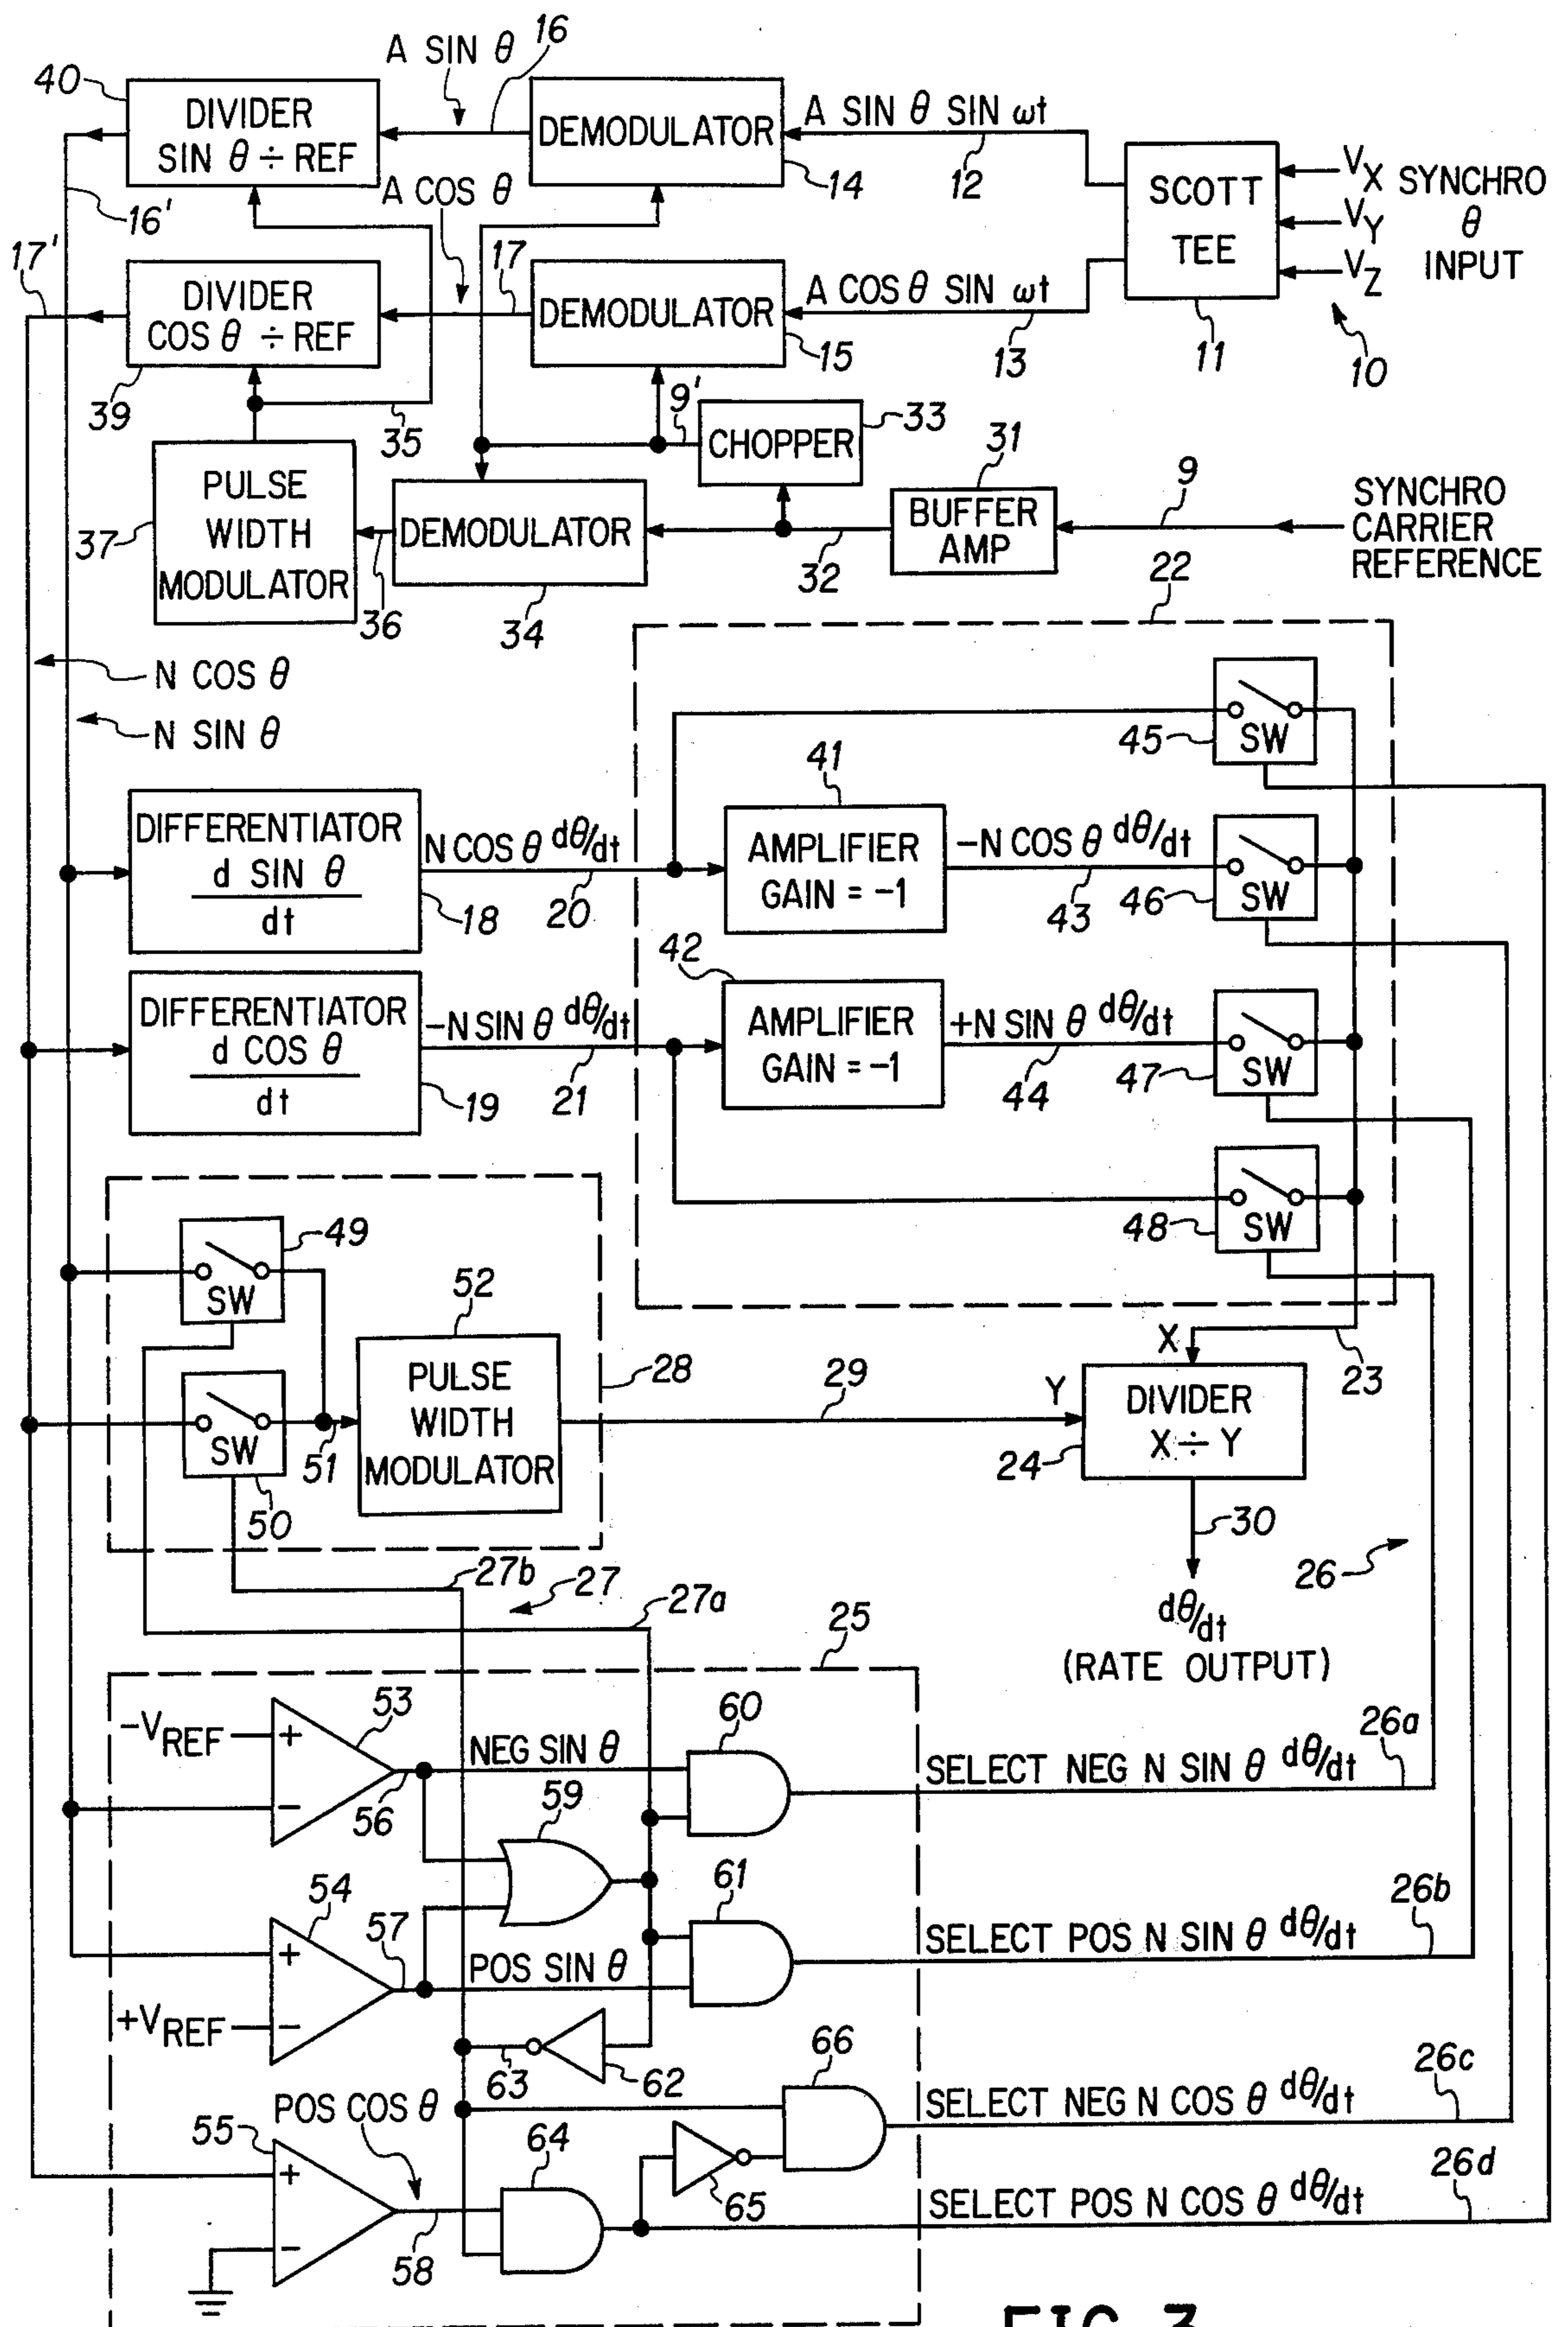 A SIN θ
16
40
DIVIDER
SIN θ ÷ REF
DEMODULATOR
A SIN θ SIN ωt
12
14
SCOTT
TEE
VX
VY
VZ
SYNCHRO
θ
INPUT
A COS θ
16'
17'
17
DIVIDER
COS θ ÷ REF
DEMODULATOR
A COS θ SIN ωt
15
13
11
10
39
35
9'
CHOPPER
33
31
PULSE
WIDTH
MODULATOR
37
DEMODULATOR
BUFFER
AMP
9
SYNCHRO
CARRIER
REFERENCE
36
34
32
22
N COS θ
N SIN θ
45
SW
41
DIFFERENTIATOR
d SIN θ
dt
N COS θ dθ/dt
AMPLIFIER
GAIN = -1
-N COS θ dθ/dt
18
20
43
46
SW
42
DIFFERENTIATOR
d COS θ
dt
-N SIN θ dθ/dt
AMPLIFIER
GAIN = -1
+N SIN θ dθ/dt
19
21
44
47
SW
48
SW
49
SW
52
PULSE
WIDTH
MODULATOR
28
X
23
SW
51
50
29
Y
DIVIDER
X ÷ Y
24
30
26
27b
27
27a
dθ/dt
(RATE OUTPUT)
25
-VREF
+
-
53
56
NEG SIN θ
60
59
SELECT NEG N SIN θ dθ/dt
26a
54
57
61
+
-
POS SIN θ
SELECT POS N SIN θ dθ/dt
26b
+VREF
63
62
66
POS COS θ
SELECT NEG N COS θ dθ/dt
26c
55
+
-
64
65
58
SELECT POS N COS θ dθ/dt
26d
FIG. 3